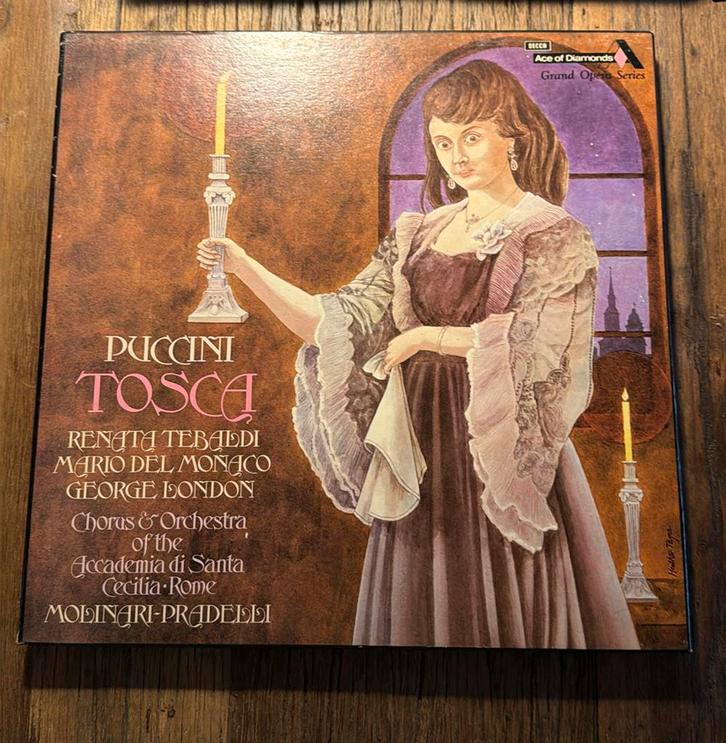 DECCA
Ace of Diamonds
Grand Opera Series
PUCCINI
TOSCA
RENATA TEBALDI
MARIO DEL MONACO
GEORGE LONDON
Chorus & Orchestra
of the
Accademia di Santa
Cecilia·Rome
MOLINARI-PRADELLI